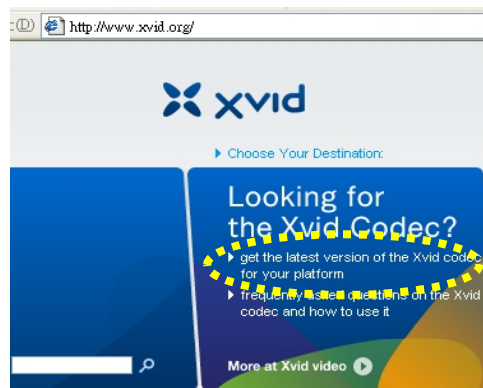 :(D) http://www.xvid.org/
xvid
Choose Your Destination:
Looking for
the Xvid Codec?
get the latest version of the Xvid codec
for your platform
frequently asked questions on the Xvid
codec and how to use it
More at Xvid video